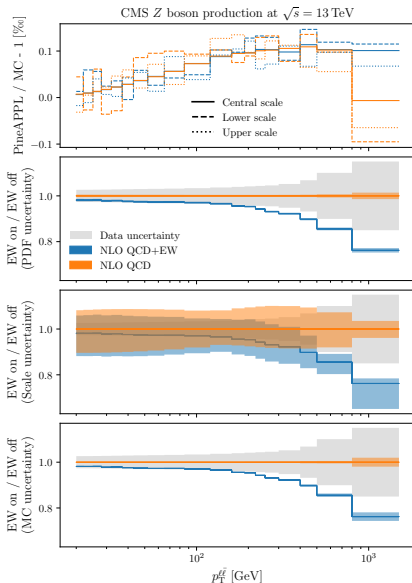 CMS Z boson production at √s = 13 TeV
PineAPPL / MC - 1 [‰]
0.1
0.0
−0.1
Central scale
Lower scale
Upper scale
EW on / EW off
(PDF uncertainty)
1.0
0.8
Data uncertainty
NLO QCD+EW
NLO QCD
EW on / EW off
(Scale uncertainty)
1.0
0.8
EW on / EW off
(MC uncertainty)
1.0
0.8
10² 10³
p_T^{ℓℓ̄} [GeV]